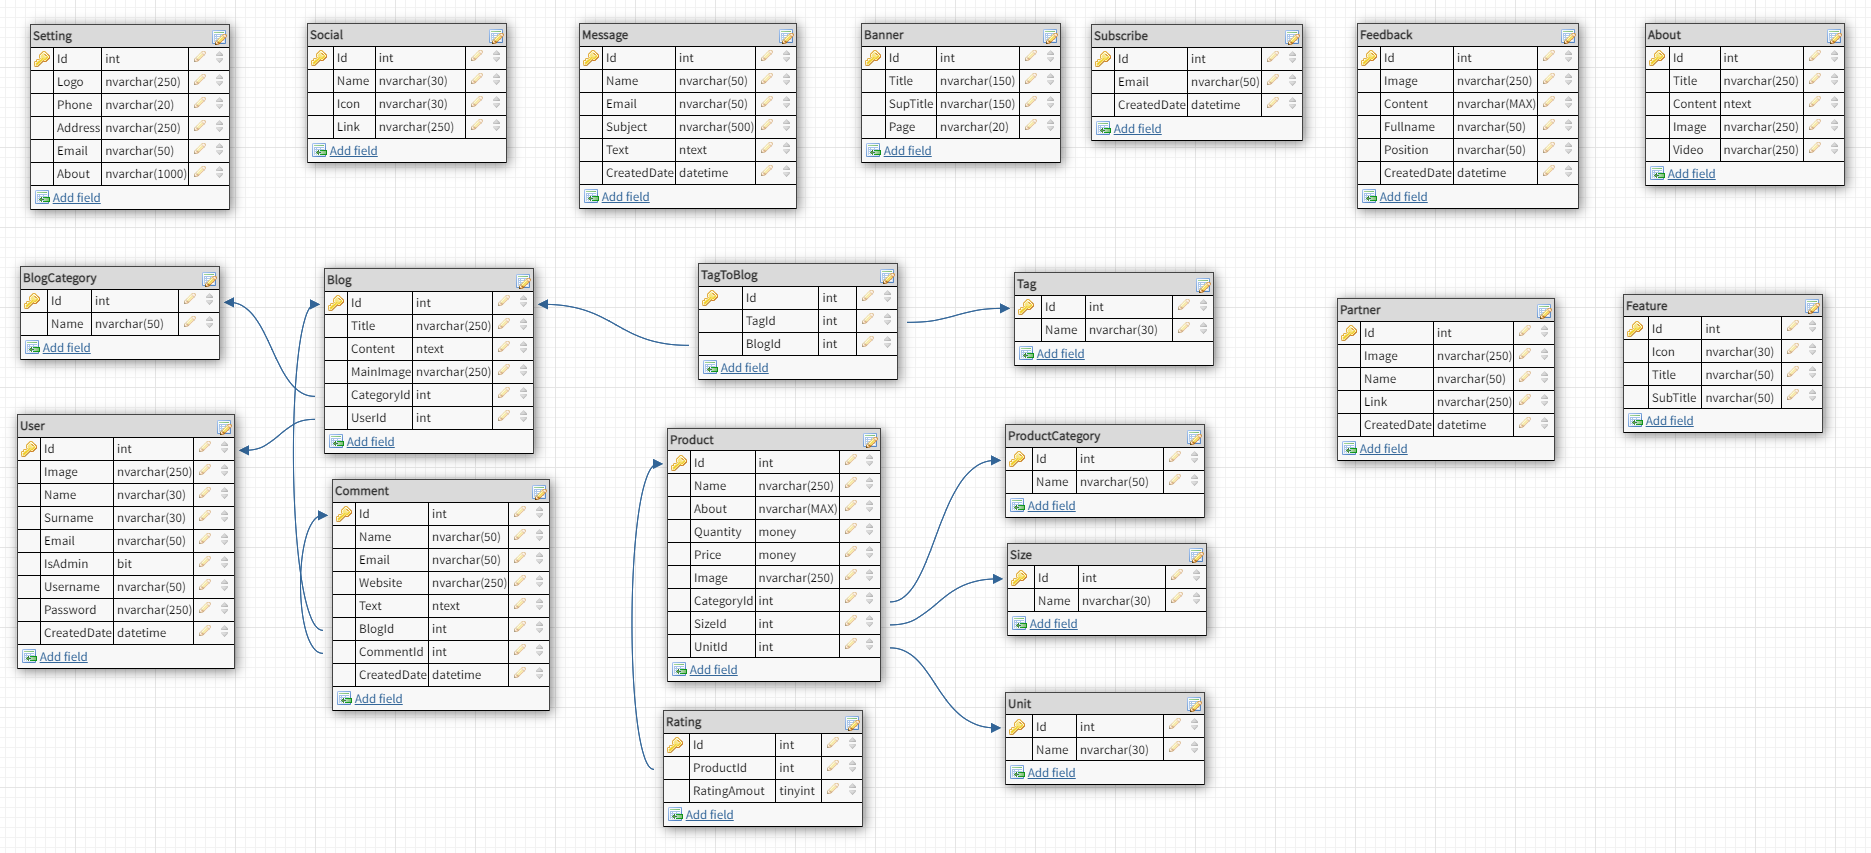 Setting
Id int
Logo nvarchar(250)
Phone nvarchar(20)
Address nvarchar(250)
Email nvarchar(50)
About nvarchar(1000)
Add field
Social
Id int
Name nvarchar(30)
Icon nvarchar(30)
Link nvarchar(250)
Add field
Message
Id int
Name nvarchar(50)
Email nvarchar(50)
Subject nvarchar(500)
Text ntext
CreatedDate datetime
Add field
Banner
Id int
Title nvarchar(150)
SupTitle nvarchar(150)
Page nvarchar(20)
Add field
Subscribe
Id int
Email nvarchar(50)
CreatedDate datetime
Add field
Feedback
Id int
Image nvarchar(250)
Content nvarchar(MAX)
Fullname nvarchar(50)
Position nvarchar(50)
CreatedDate datetime
Add field
About
Id int
Title nvarchar(250)
Content ntext
Image nvarchar(250)
Video nvarchar(250)
Add field
BlogCategory
Id int
Name nvarchar(50)
Add field
Blog
Id int
Title nvarchar(250)
Content ntext
MainImage nvarchar(250)
CategoryId int
UserId int
Add field
TagToBlog
Id int
TagId int
BlogId int
Add field
Tag
Id int
Name nvarchar(30)
Add field
Partner
Id int
Image nvarchar(250)
Name nvarchar(50)
Link nvarchar(250)
CreatedDate datetime
Add field
Feature
Id int
Icon nvarchar(30)
Title nvarchar(50)
SubTitle nvarchar(50)
Add field
User
Id int
Image nvarchar(250)
Name nvarchar(30)
Surname nvarchar(30)
Email nvarchar(50)
IsAdmin bit
Username nvarchar(50)
Password nvarchar(250)
CreatedDate datetime
Add field
Comment
Id int
Name nvarchar(50)
Email nvarchar(50)
Website nvarchar(250)
Text ntext
BlogId int
CommentId int
CreatedDate datetime
Add field
Product
Id int
Name nvarchar(250)
About nvarchar(MAX)
Quantity money
Price money
Image nvarchar(250)
CategoryId int
SizeId int
UnitId int
Add field
ProductCategory
Id int
Name nvarchar(50)
Add field
Size
Id int
Name nvarchar(30)
Add field
Unit
Id int
Name nvarchar(30)
Add field
Rating
Id int
ProductId int
RatingAmout tinyint
Add field